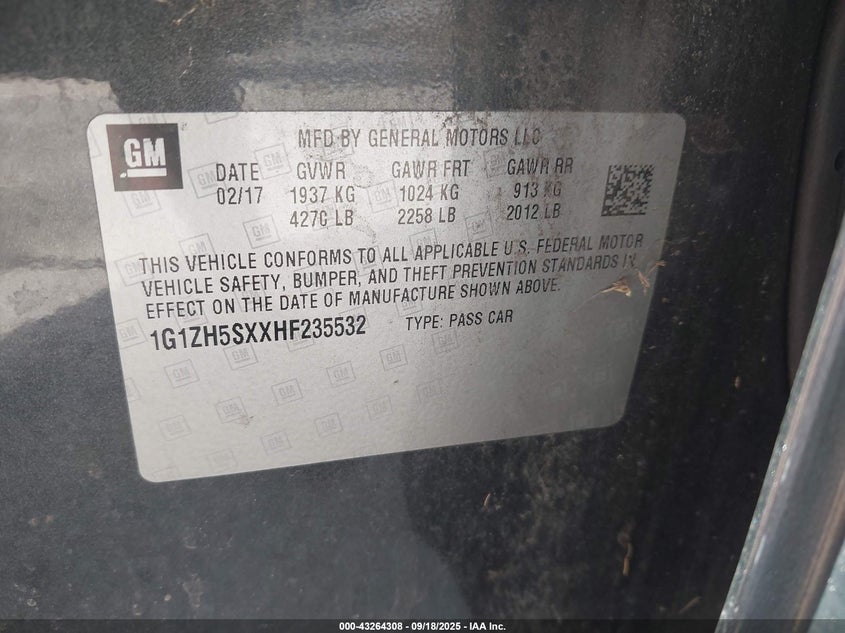 GM
MFD BY GENERAL MOTORS LLC
DATE GVWR GAWR FRT GAWR RR
02/17 1937 KG 1024 KG 913 KG
4270 LB 2258 LB 2012 LB
THIS VEHICLE CONFORMS TO ALL APPLICABLE U.S. FEDERAL MOTOR
VEHICLE SAFETY, BUMPER, AND THEFT PREVENTION STANDARDS IN
EFFECT ON THE DATE OF MANUFACTURE SHOWN ABOVE.
1G1ZH5SXXHF235532 TYPE: PASS CAR
000-43264308 - 09/18/2025 - IAA Inc.